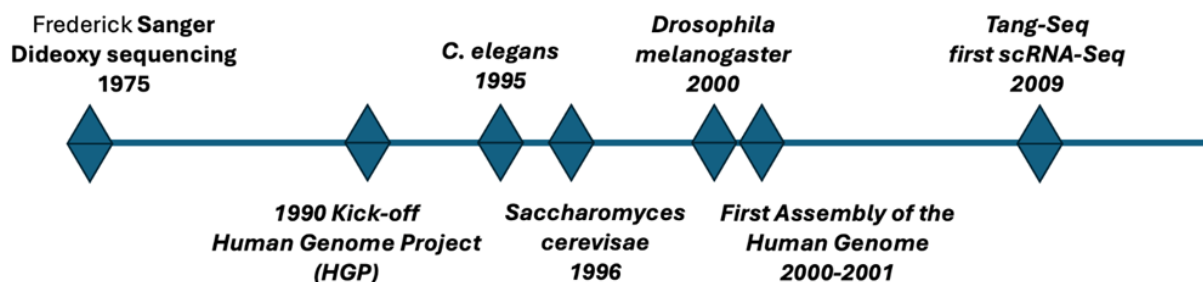 Frederick Sanger
Dideoxy sequencing
1975
1990 Kick-off
Human Genome Project
(HGP)
C. elegans
1995
Saccharomyces
cerevisae
1996
Drosophila
melanogaster
2000
First Assembly of the
Human Genome
2000-2001
Tang-Seq
first scRNA-Seq
2009